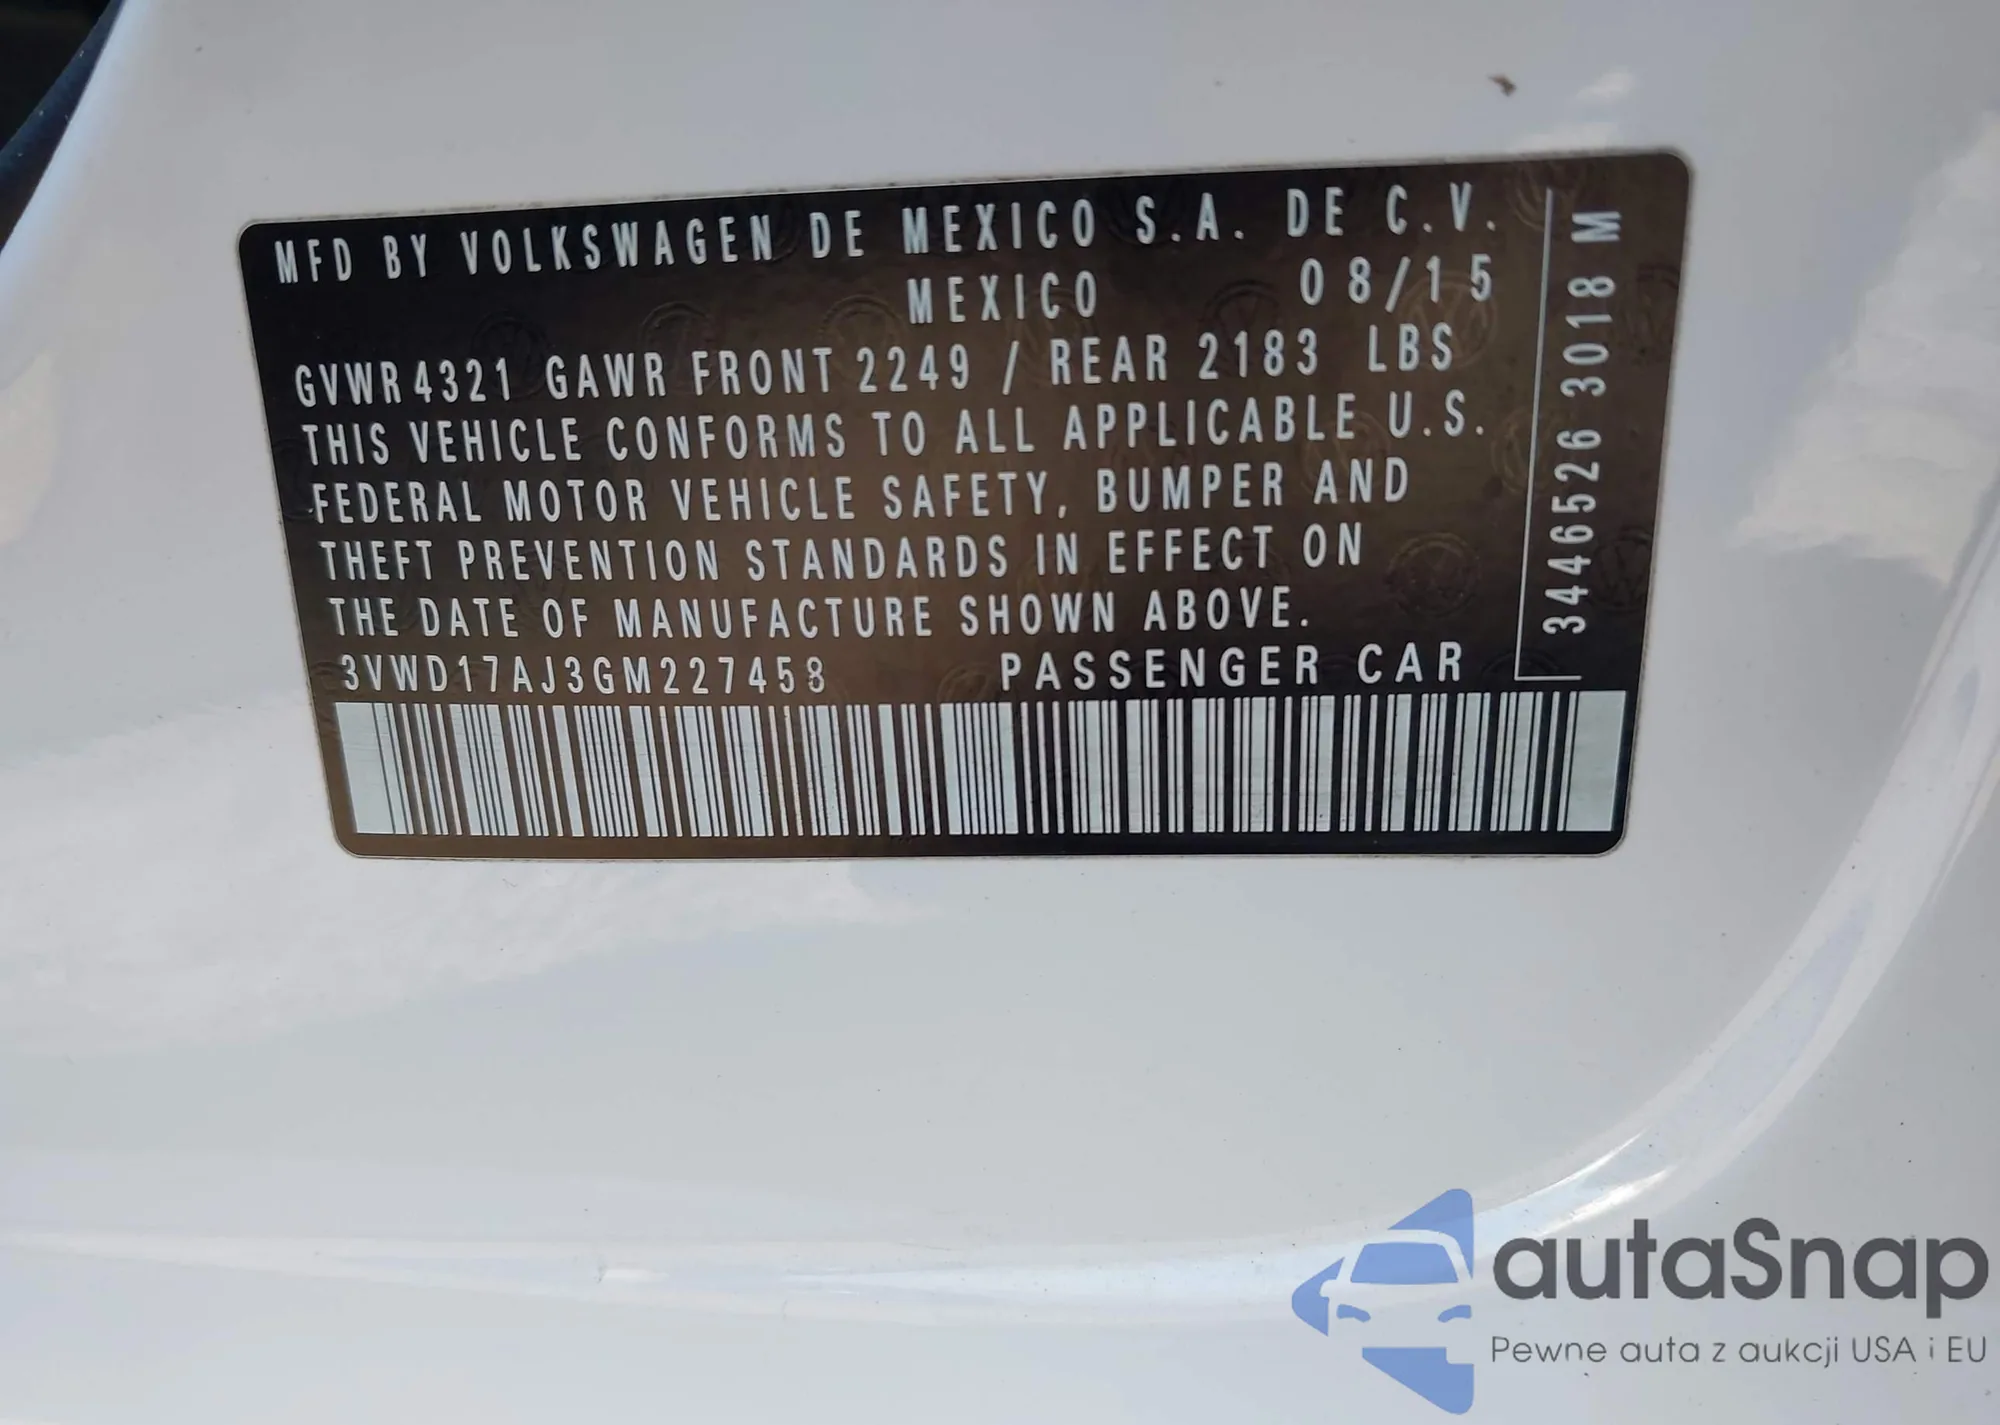 MFD BY VOLKSWAGEN DE MEXICO S.A. DE C.V.
MEXICO 08/15
GVWR 4321 GAWR FRONT 2249 / REAR 2183 LBS
THIS VEHICLE CONFORMS TO ALL APPLICABLE U.S.
FEDERAL MOTOR VEHICLE SAFETY, BUMPER AND
THEFT PREVENTION STANDARDS IN EFFECT ON
THE DATE OF MANUFACTURE SHOWN ABOVE.
3VWD17AJ3GM227458 PASSENGER CAR
34465263018 M
autaSnap
Pewne auta z aukcji USA i EU